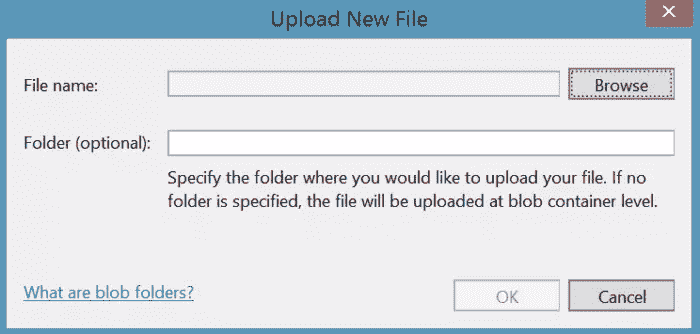 Upload New File
File name:
Browse
Folder (optional):
Specify the folder where you would like to upload your file. If no
folder is specified, the file will be uploaded at blob container level.
What are blob folders?
OK
Cancel